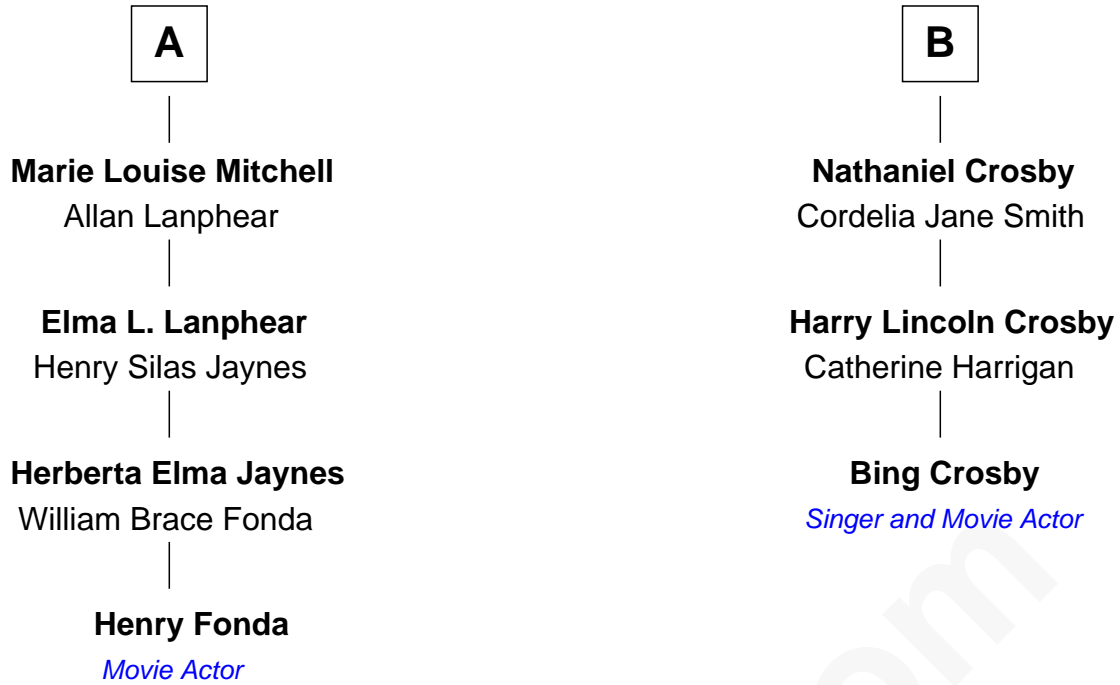 A
Marie Louise Mitchell
Allan Lanphear
Elma L. Lanphear
Henry Silas Jaynes
Herberta Elma Jaynes
William Brace Fonda
Henry Fonda
Movie Actor
B
Nathaniel Crosby
Cordelia Jane Smith
Harry Lincoln Crosby
Catherine Harrigan
Bing Crosby
Singer and Movie Actor
om